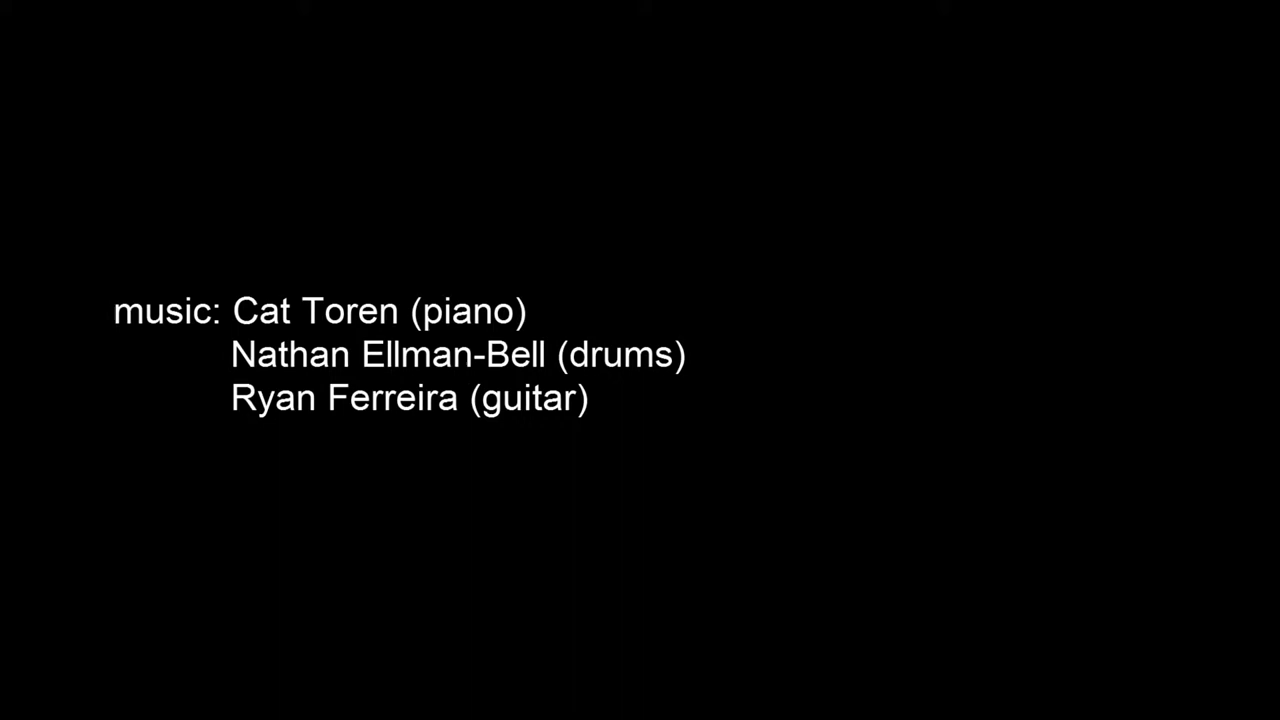 music: Cat Toren (piano)
Nathan Ellman-Bell (drums)
Ryan Ferreira (guitar)